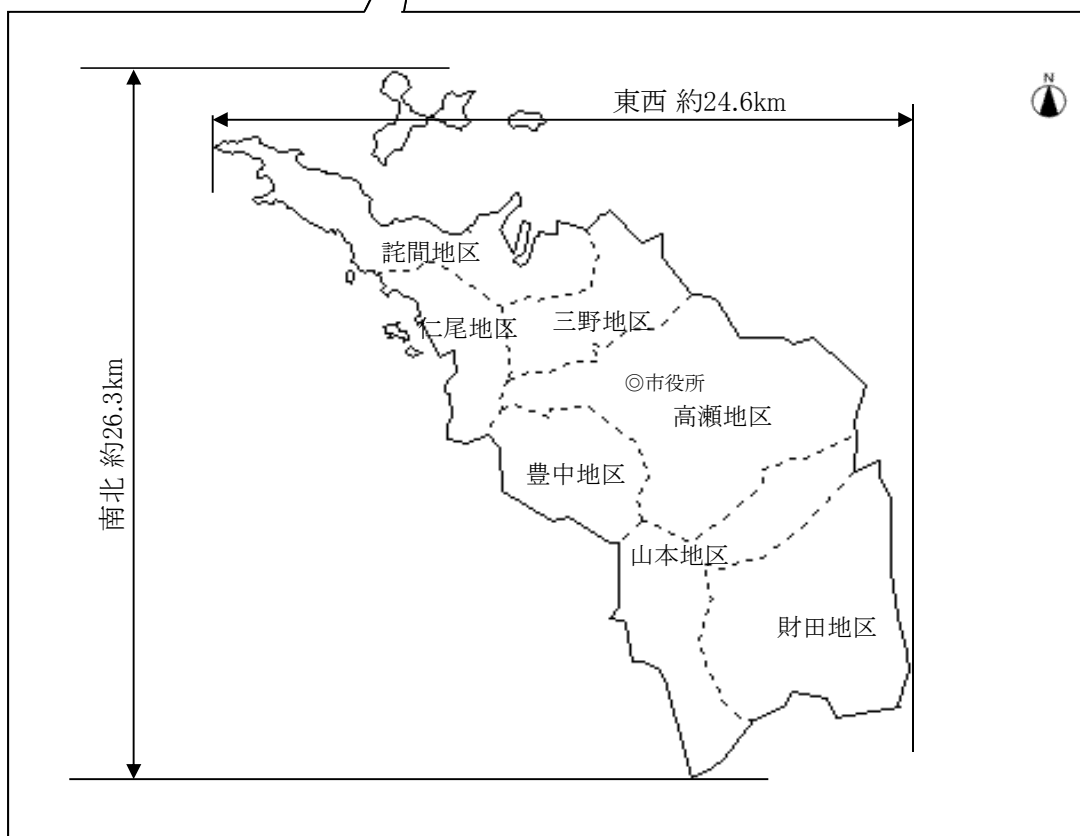 N
東西 約24.6km
詫間地区
仁尾地区
三野地区
◎市役所
高瀬地区
豊中地区
山本地区
財田地区
南北 約26.3km